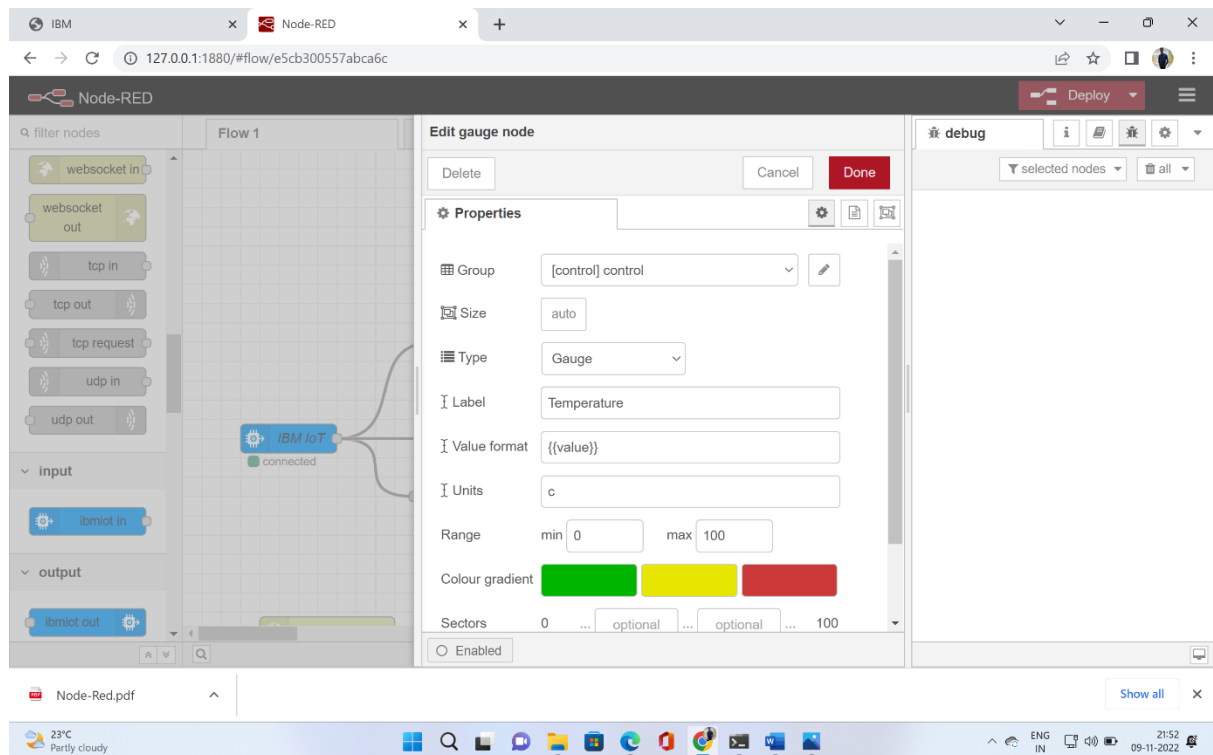 IBM
Node-RED
127.0.0.1:1880/#flow/e5cb300557abca6c
Node-RED
Deploy
filter nodes
Flow 1
websocket in
websocket out
tcp in
tcp out
tcp request
udp in
udp out
input
ibmiot in
output
ibmiot out
IBM IoT
connected
Edit gauge node
Delete
Cancel
Done
Properties
Group
[control] control
Size
auto
Type
Gauge
Label
Temperature
Value format
{{value}}
Units
c
Range
min 0
max 100
Colour gradient
Sectors
0 ... optional ... optional ... 100
Enabled
debug
i
selected nodes
all
Node-Red.pdf
Show all
23°C
Partly cloudy
ENG
IN
21:52
09-11-2022